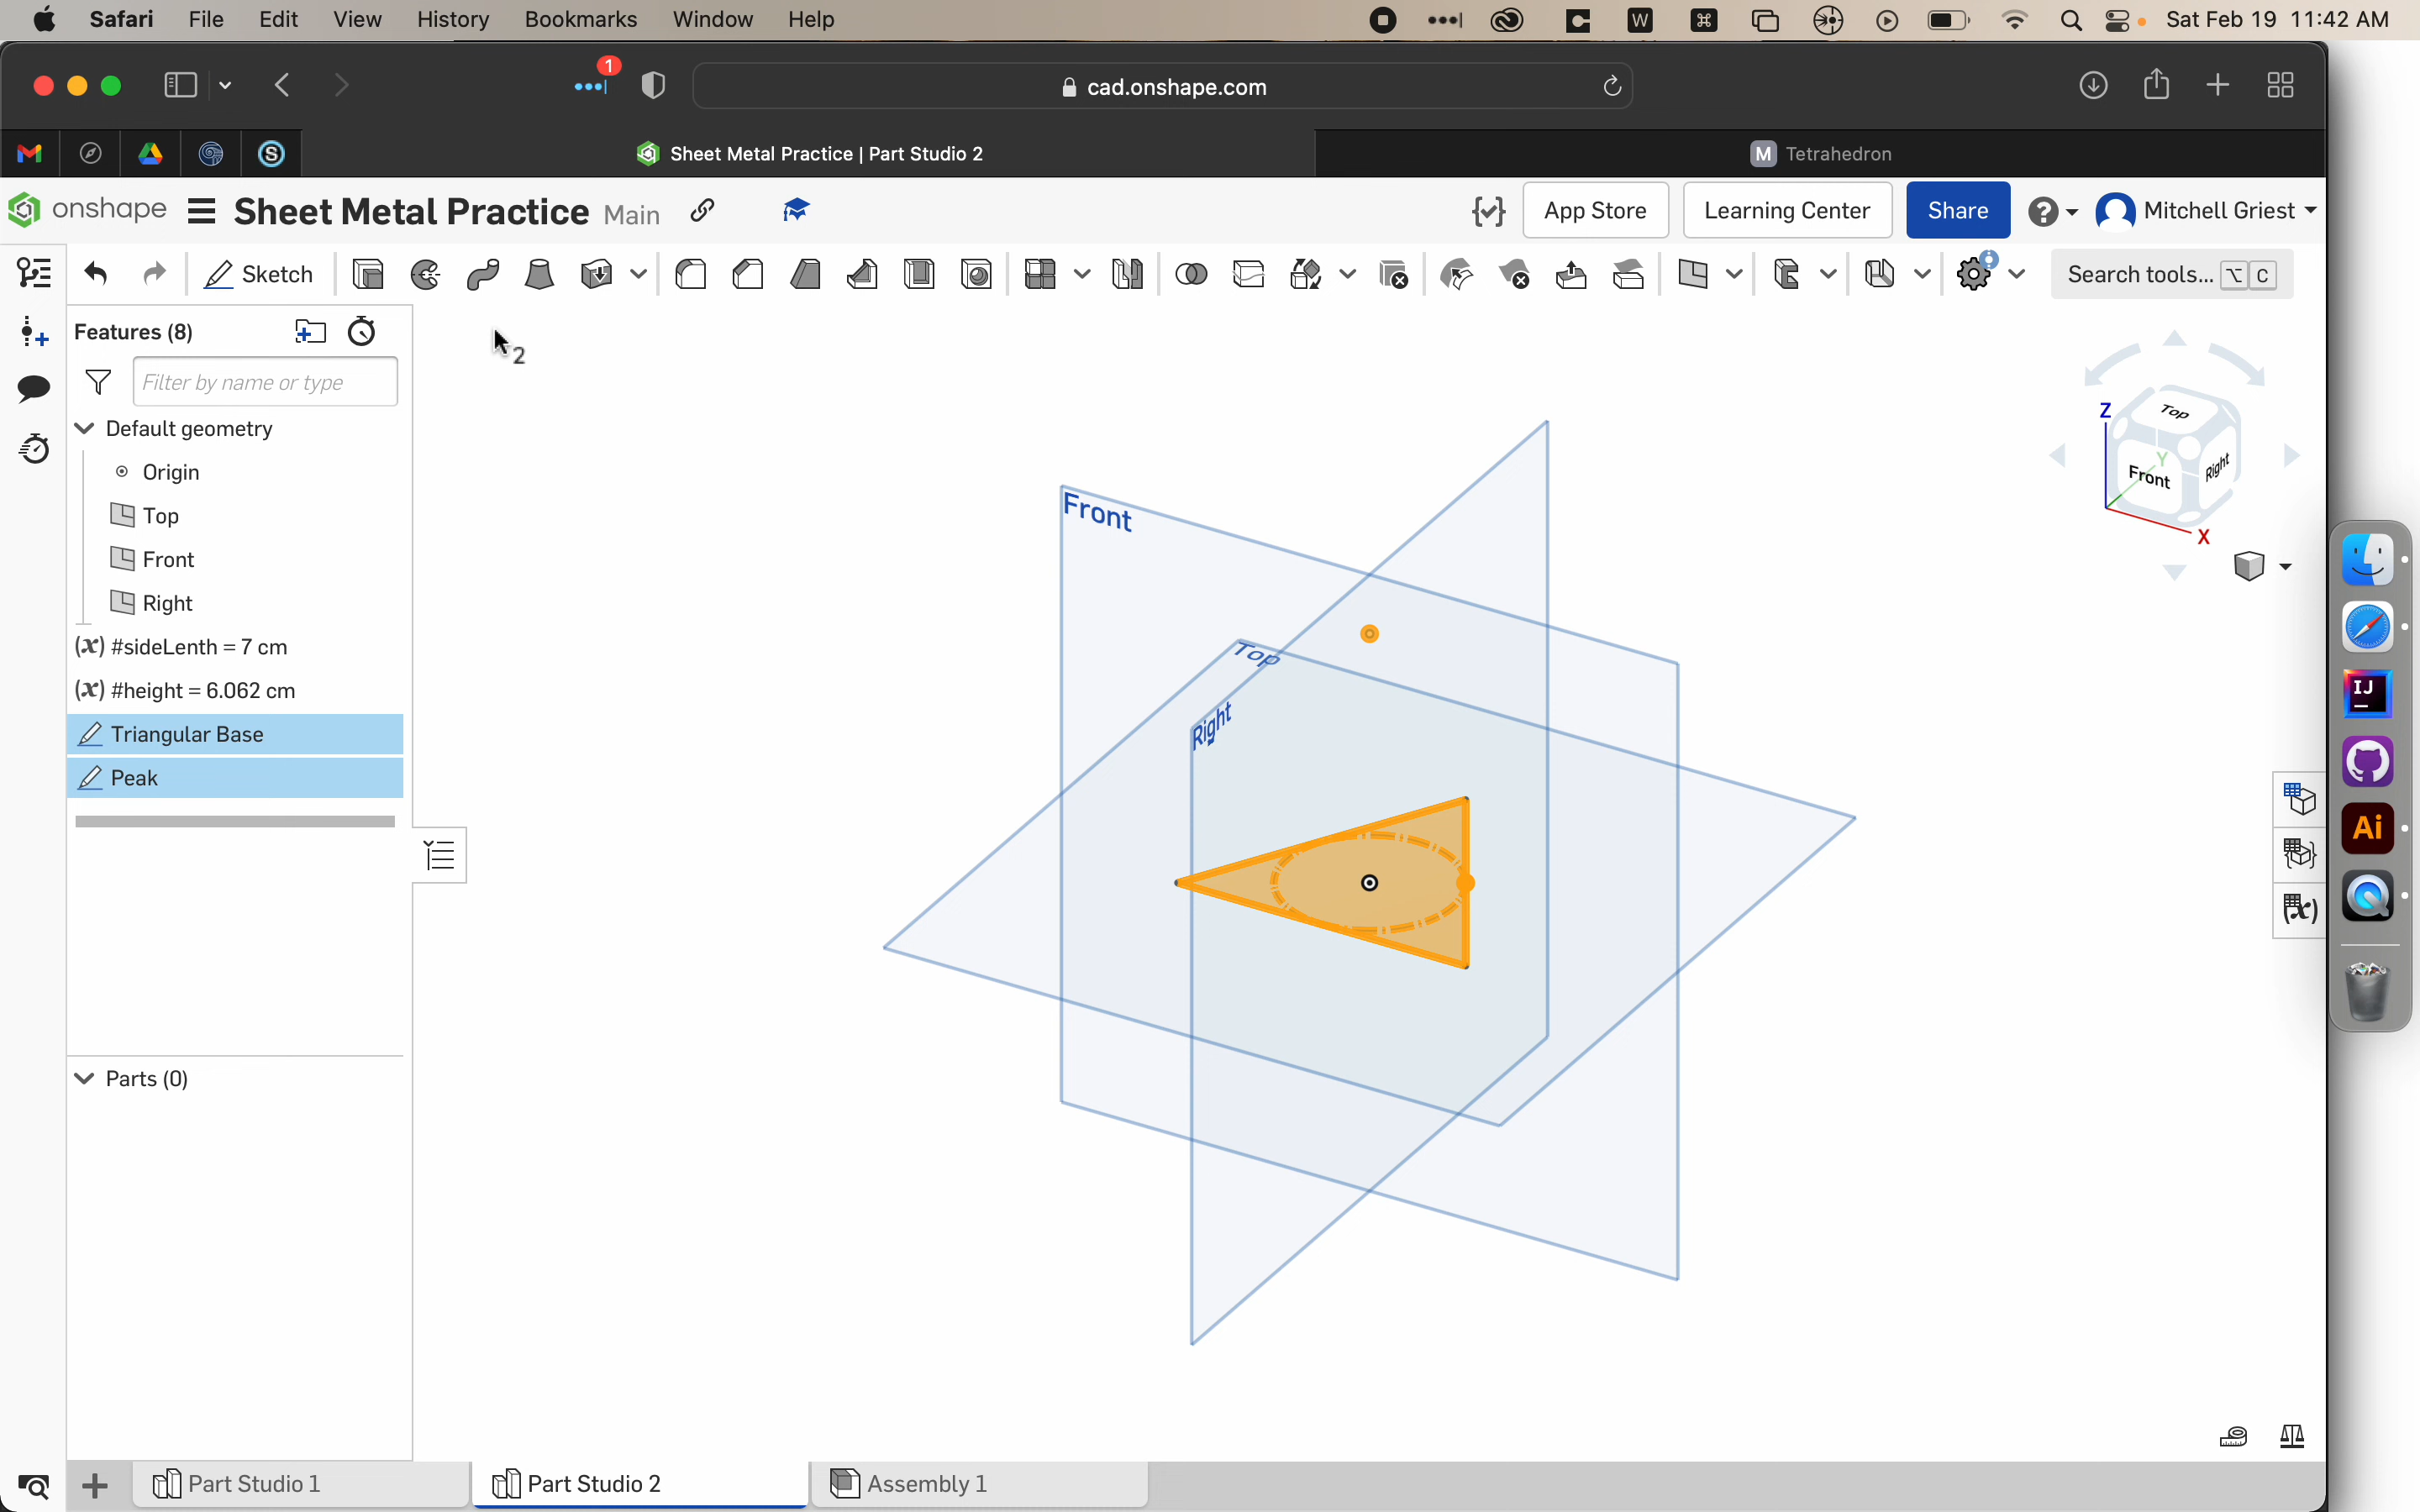 Safari File Edit View History Bookmarks Window Help
W
Sat Feb 19 11:42 AM
1
cad.onshape.com
S
Sheet Metal Practice | Part Studio 2
M Tetrahedron
onshape
Sheet Metal Practice Main
App Store
Learning Center
Share
Mitchell Griest
Sketch
Search tools... ⌥ C
Features (8)
2
Filter by name or type
Default geometry
Origin
Top
Front
Right
(x) #sideLenth = 7 cm
(x) #height = 6.062 cm
Triangular Base
Peak
Parts (0)
Front
Top
Right
Z
Top
Y
Front
Right
X
(x)
IJ
Ai
Part Studio 1
Part Studio 2
Assembly 1